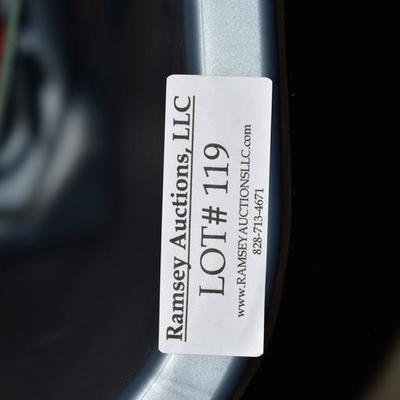 Ramsey Auctions, LLC
LOT# 119
www.RAMSEYAUCTIONSLLC.com
828-713-4671